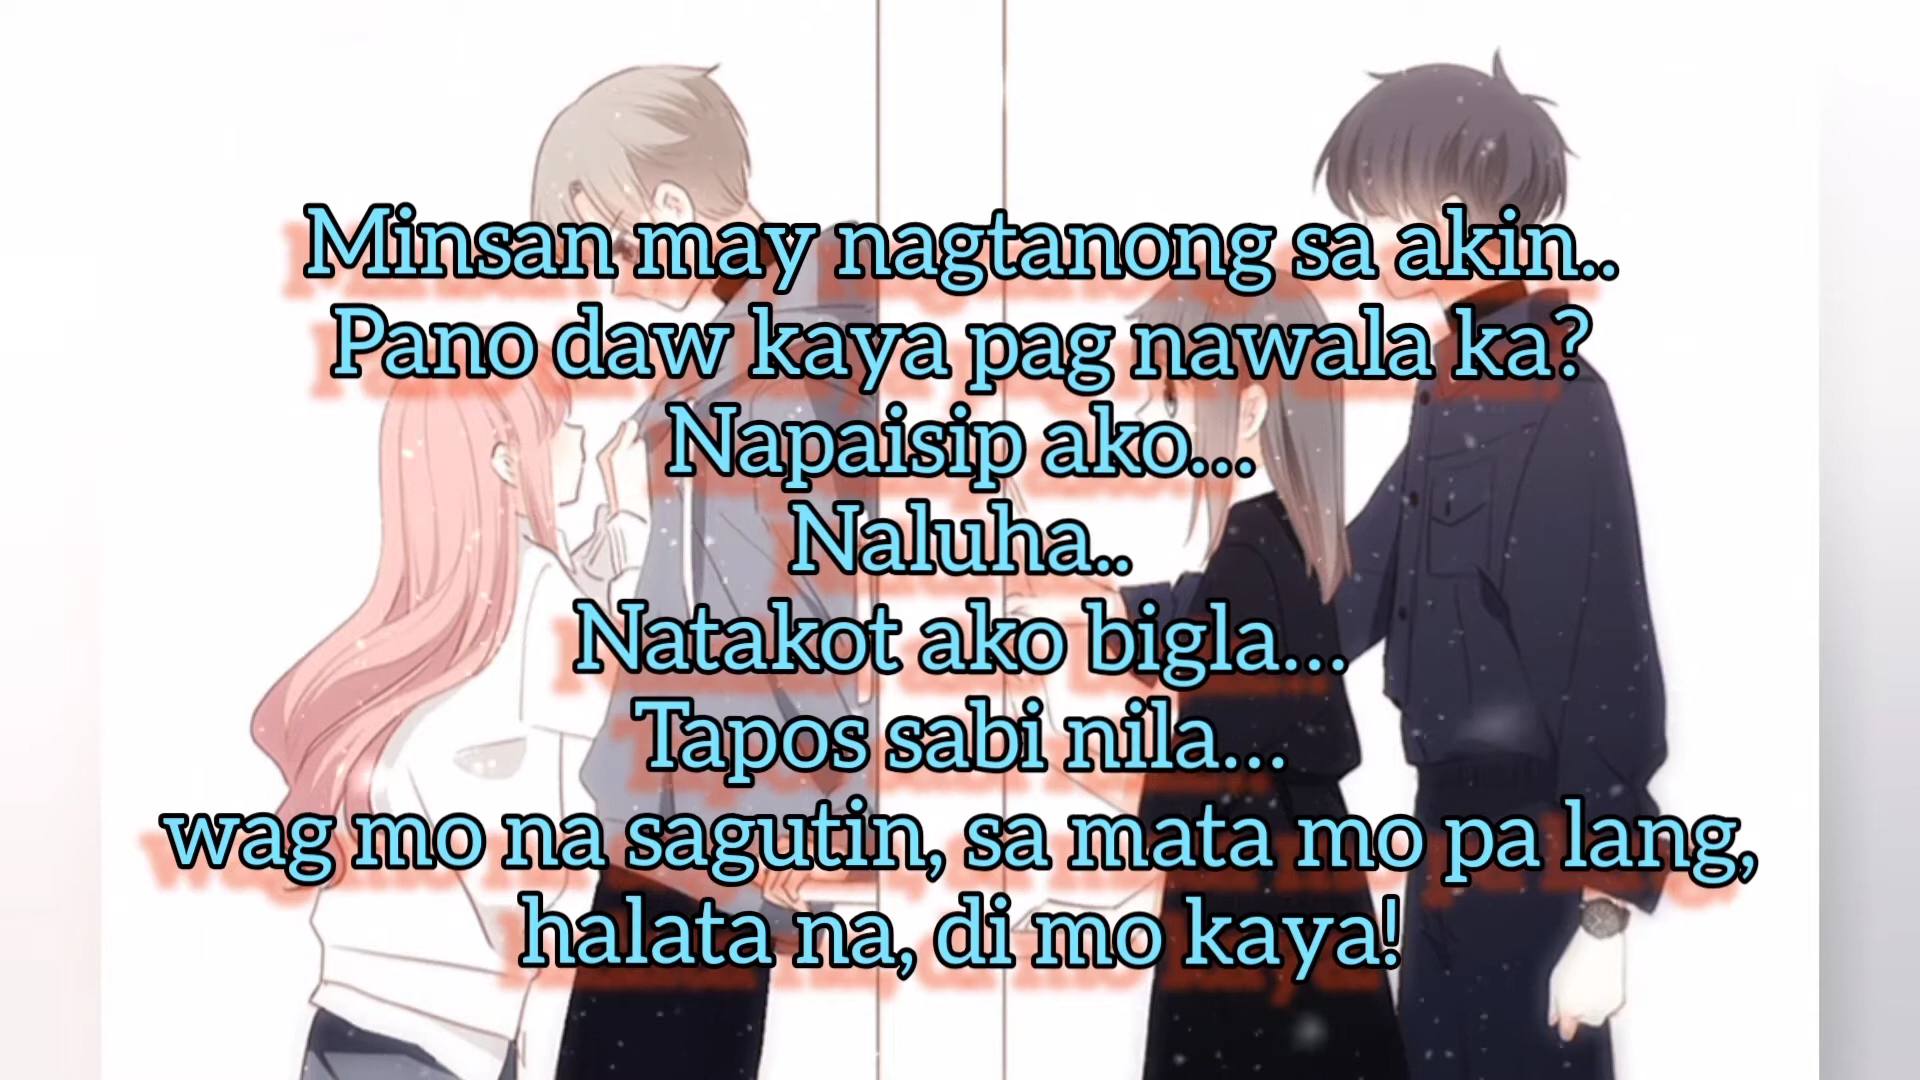 Minsan may nagtanong sa akin..
Pano daw kaya pag nawala ka?
Napaisip ako...
Naluha..
Natakot ako bigla...
Tapos sabi nila...
wag mo na sagutin, sa mata mo pa lang,
halata na, di mo kaya!